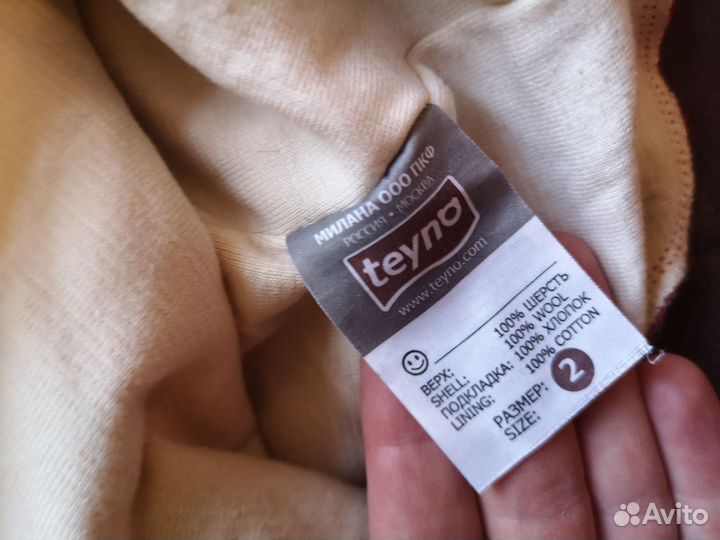 МИЛАНА ООО ПКФ
РОССИЯ - МОСКВА
teyno
www.teyno.com
ВЕРХ: 100% ШЕРСТЬ
SHELL: 100% WOOL
ПОДКЛАДКА: 100% ХЛОПОК
LINING: 100% COTTON
РАЗМЕР: 2
SIZE:
Avito